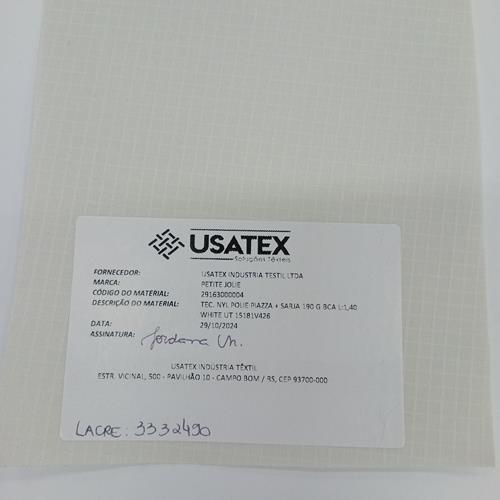 USATEX
Soluções Têxteis
FORNECEDOR: USATEX INDUSTRIA TESTIL LTDA
MARCA: PETITE JOLIE
CÓDIGO DO MATERIAL: 29163000004
DESCRIÇÃO DO MATERIAL: TEC. NYL POLIE PIAZZA + SARJA 190 G BCA L:1,40
WHITE UT 15181V426
DATA: 29/10/2024
ASSINATURA: Jordana
USATEX INDÚSTRIA TÊXTIL
ESTR. VICINAL, 500 - PAVILHÃO 10 - CAMPO BOM / RS, CEP 93700-000
LACRE: 3332490